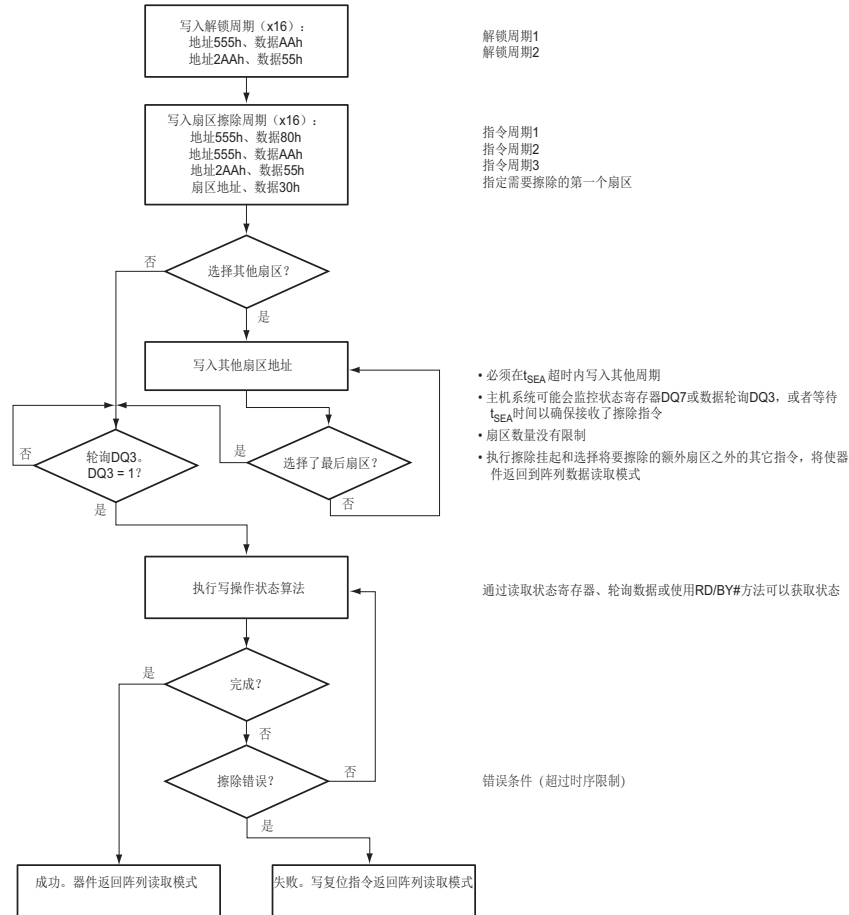 写入解锁周期（x16）：
地址555h、数据AAh
地址2AAh、数据55h
解锁周期1
解锁周期2
写入扇区擦除周期（x16）：
地址555h、数据80h
地址555h、数据AAh
地址2AAh、数据55h
扇区地址、数据30h
指令周期1
指令周期2
指令周期3
指定需要擦除的第一个扇区
否
选择其他扇区？
是
写入其他扇区地址
• 必须在tSEA超时内写入其他周期
• 主机系统可能会监控状态寄存器DQ7或数据轮询DQ3，或者等待
tSEA时间以确保接收了擦除指令
• 扇区数量没有限制
• 执行擦除挂起和选择将要擦除的额外扇区之外的其它指令，将使器
件返回到阵列数据读取模式
否
轮询DQ3。
DQ3 = 1？
是
是
选择了最后扇区？
否
执行写操作状态算法
通过读取状态寄存器、轮询数据或使用RD/BY#方法可以获取状态
是
完成？
否
擦除错误？
否
错误条件（超过时序限制）
是
成功。器件返回阵列读取模式
失败。写复位指令返回阵列读取模式